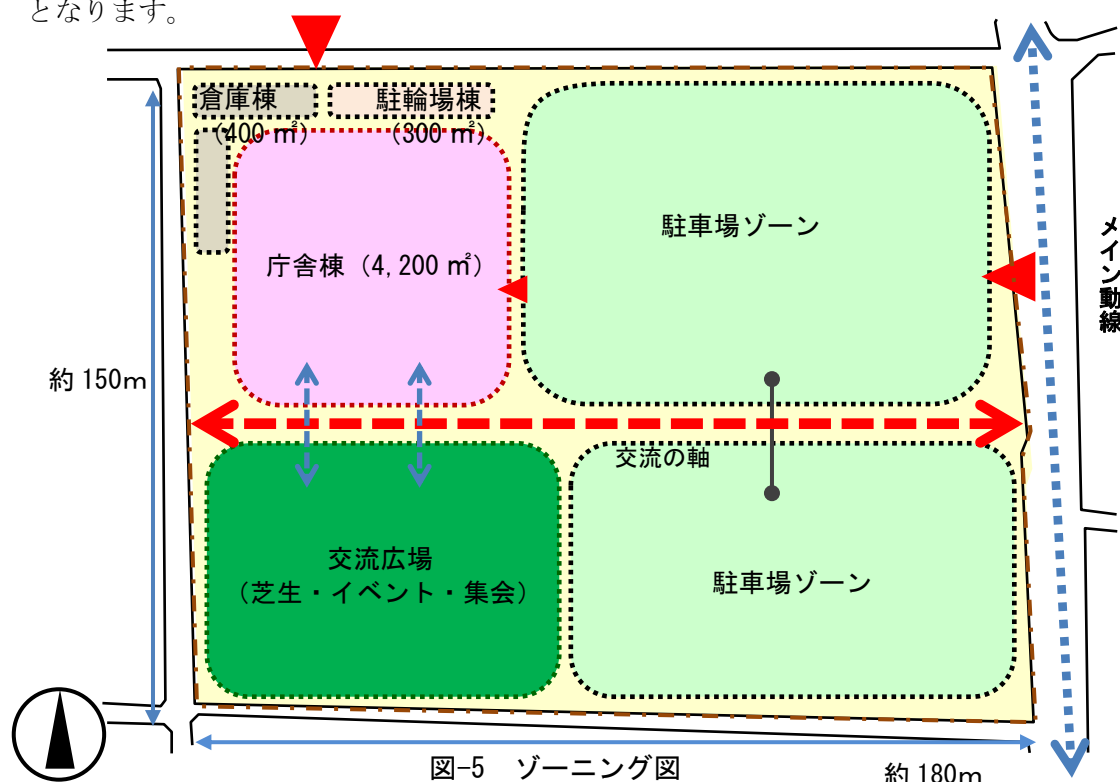 となります。
倉庫棟
(400 ㎡)
駐輪場棟
(300 ㎡)
駐車場ゾーン
メイン動線
庁舎棟 (4,200 ㎡)
約 150m
交流の軸
交流広場
(芝生・イベント・集会)
駐車場ゾーン
図-5 ゾーニング図
約 180m